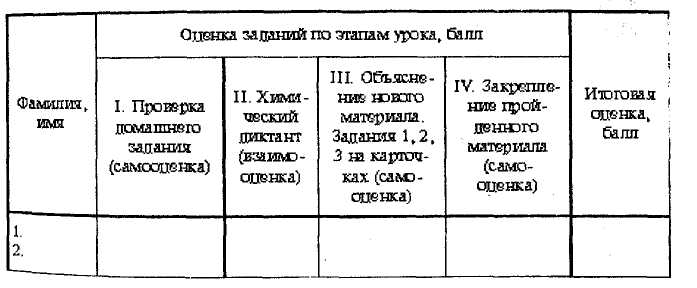 Оценка заданий по этапам урока, балл
Фамилия,
имя
I. Проверка
домашнего
задания
(самооценка)
II. Хими-
ческий
диктант
(взаимо-
оценка)
III. Объясне-
ние нового
материала.
Задания 1, 2,
3 на карточ-
ках (само-
оценка)
IV. Закрепле-
ние прой-
денного
материала
(само-
оценка)
Итоговая
оценка,
балл
1.
2.